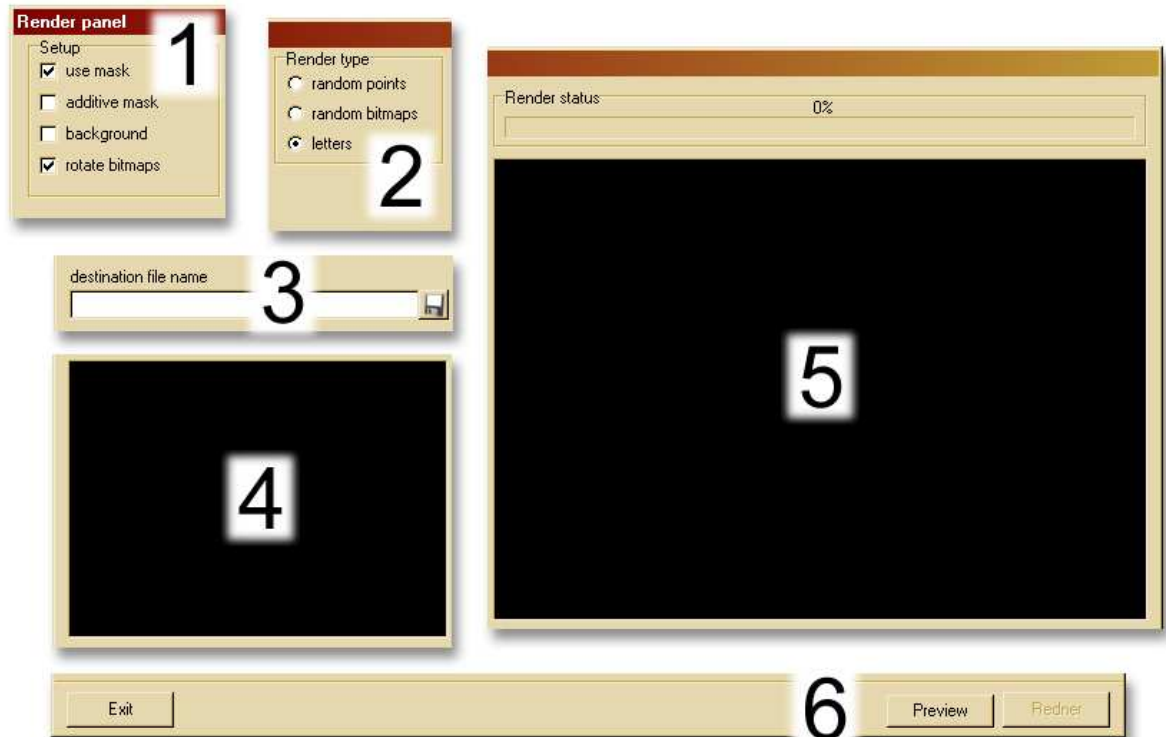 Render panel
1
Setup
use mask
additive mask
background
rotate bitmaps
Render type
random points
random bitmaps
letters
2
destination file name
3
4
Render status
0%
5
Exit
6
Preview
Redner